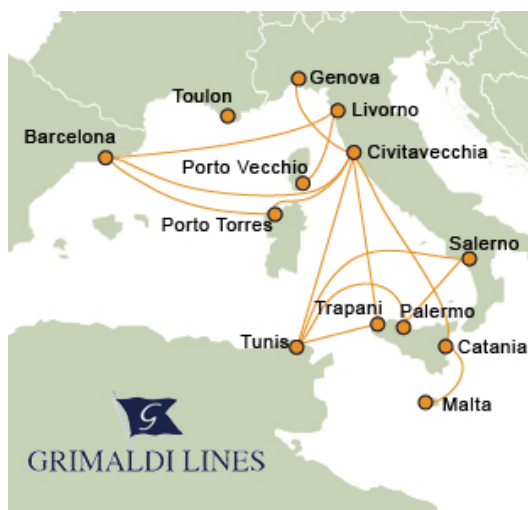 Genova
Toulon
Livorno
Barcelona
Civitavecchia
Porto Vecchio
Porto Torres
Salerno
Trapani
Palermo
Tunis
Catania
Malta
G
GRIMALDI LINES